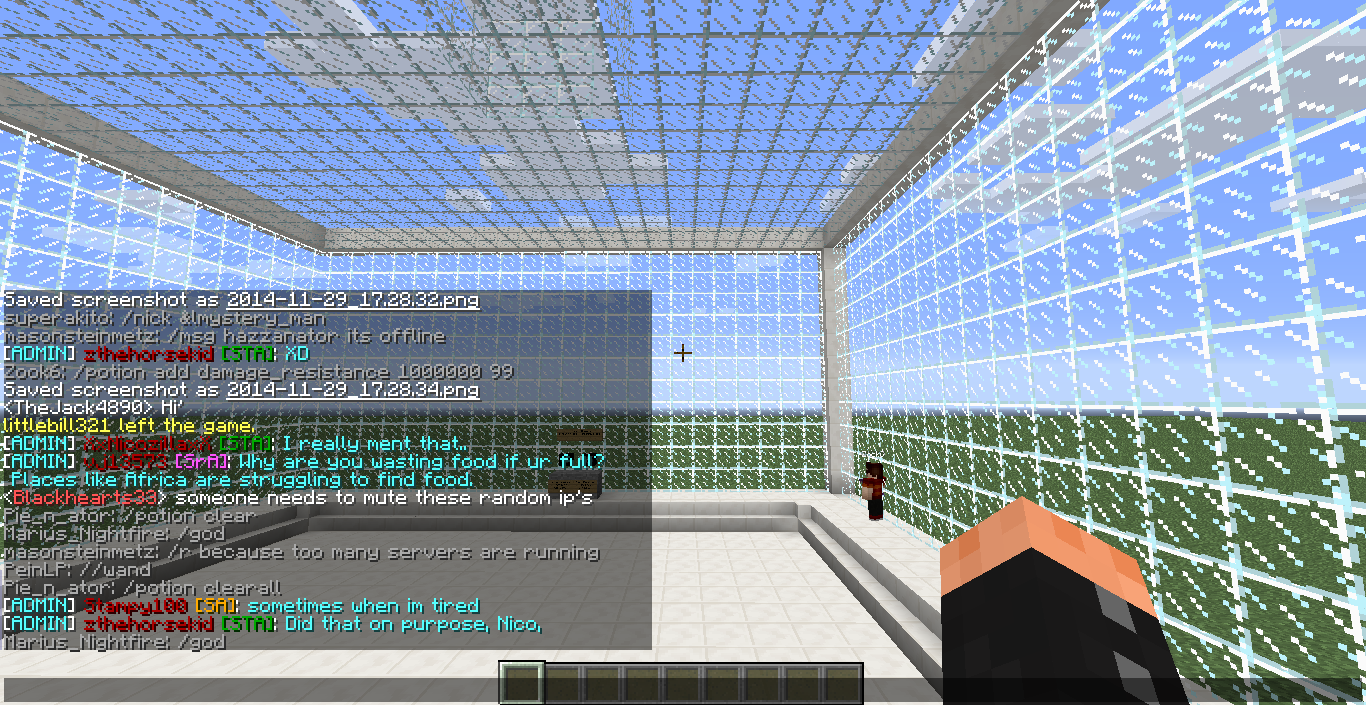 Saved screenshot as 2014-11-29_17.28.32.png
superakito: /nick &lmystery_man
masonsteinmetz: /msg hazzanator its offline
[ADMIN] zthehorsekid [STA]: XD
Zook6: /potion add damage_resistance 1000000 99
Saved screenshot as 2014-11-29_17.28.34.png
<TheJack4890> Hi'
littlebill321 left the game.
[ADMIN] XxNicozillaxX [STA]: I really ment that..
[ADMIN] [SrA]: Why are you wasting food if ur full?
Places like Africa are struggling to find food.
<Blackhearts33> someone needs to mute these random ip's
Pie_n_ator: /potion clear
Marius_Nightfire: /god
masonsteinmetz: /r because too many servers are running
FeinLP: //wand
Pie_n_ator: /potion clearall
[ADMIN] Stampy100 [SA]: sometimes when im tired
[ADMIN] zthehorsekid [STA]: Did that on purpose, Nico,
Marius_Nightfire: /god